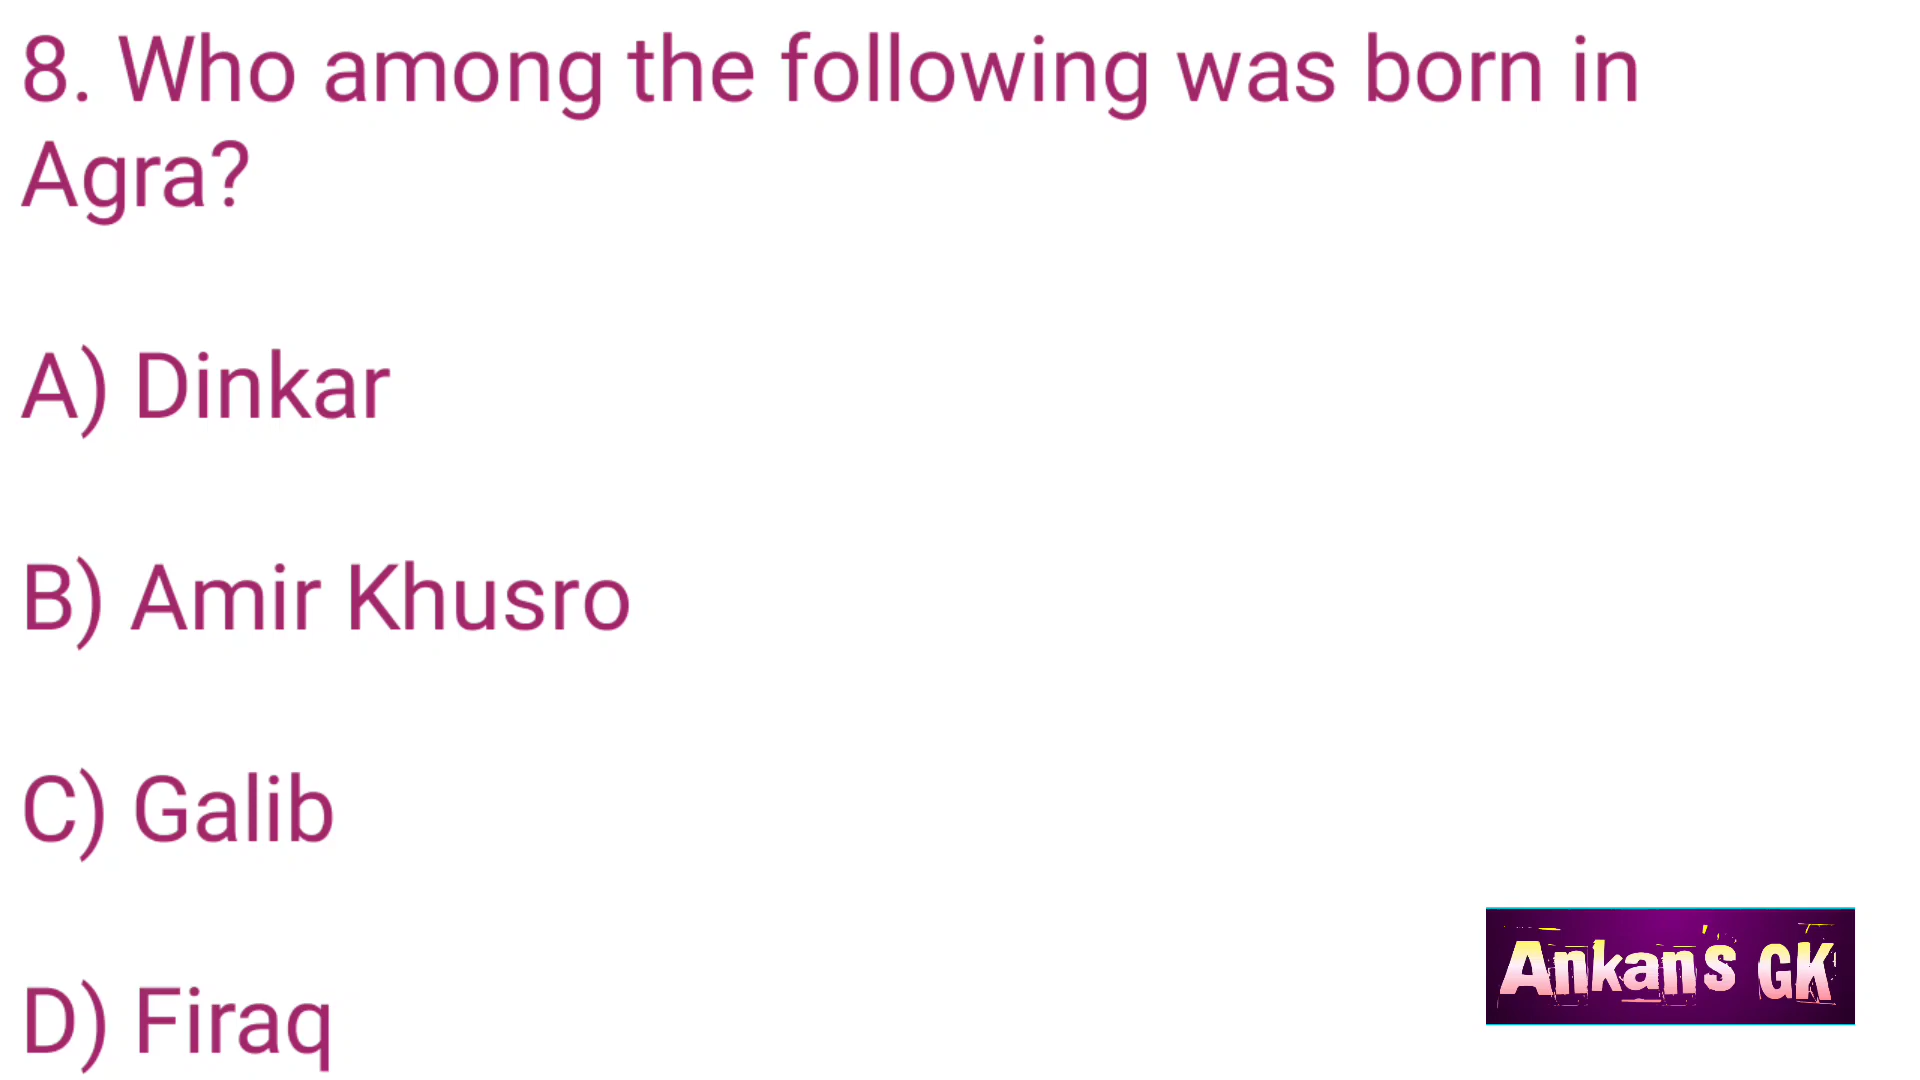 8. Who among the following was born in
Agra?
A) Dinkar
B) Amir Khusro
C) Galib
D) Firaq
Ankan's GK